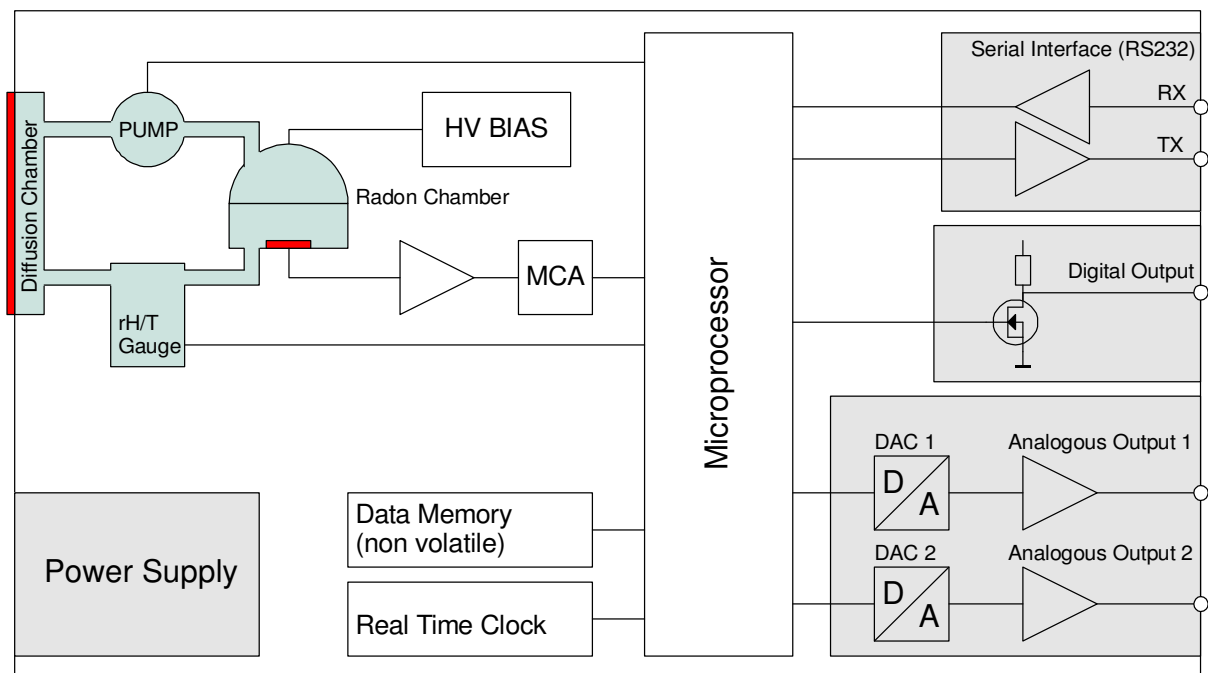 Serial Interface (RS232)
RX
TX
PUMP
HV BIAS
Diffusion Chamber
Radon Chamber
MCA
rH/T
Gauge
Microprocessor
Digital Output
DAC 1
Analogous Output 1
D
A
DAC 2
Analogous Output 2
D
A
Data Memory
(non volatile)
Power Supply
Real Time Clock